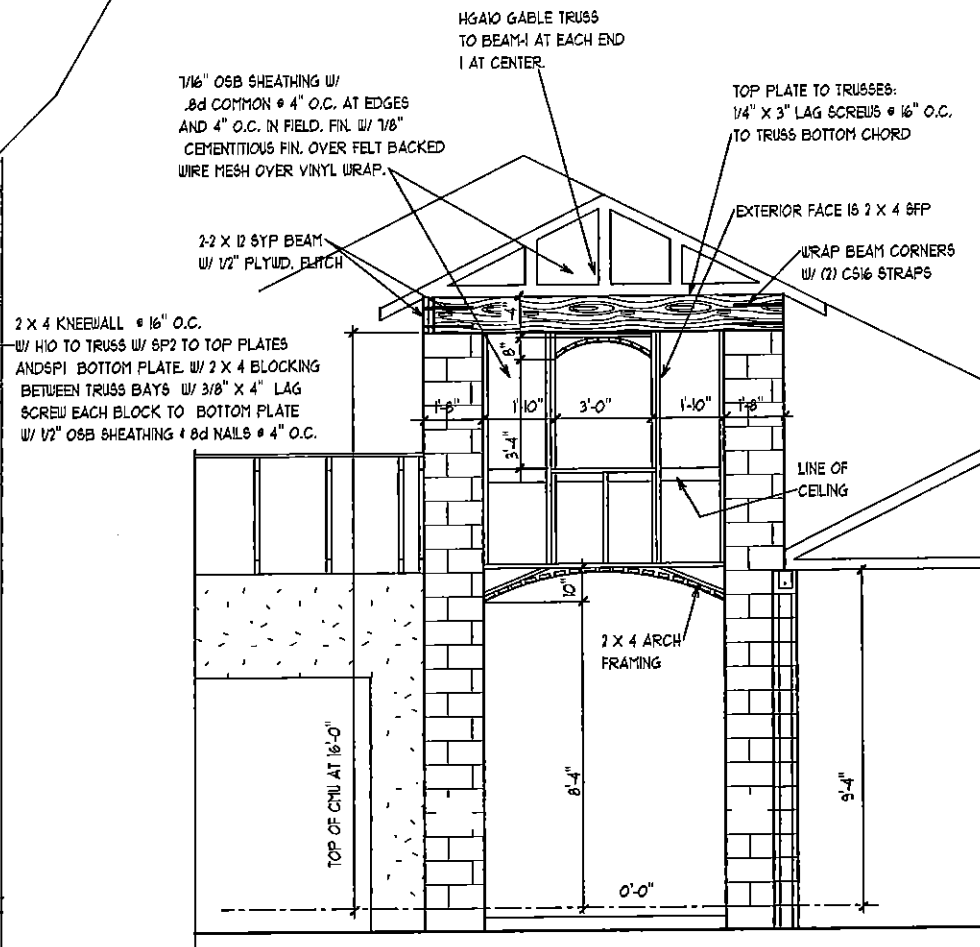 HGA10 GABLE TRUSS
TO BEAM-1 AT EACH END
1 AT CENTER.
7/16" OSB SHEATHING W/
.8d COMMON @ 4" O.C. AT EDGES
AND 4" O.C. IN FIELD. FIN. W/ 7/8"
CEMENTITIOUS FIN. OVER FELT BACKED
WIRE MESH OVER VINYL WRAP.
TOP PLATE TO TRUSSES:
1/4" X 3" LAG SCREWS @ 16" O.C.
TO TRUSS BOTTOM CHORD
EXTERIOR FACE IS 2 X 4 SFP
2-2 X 12 SYP BEAM
W/ 1/2" PLYWD. FLITCH
WRAP BEAM CORNERS
W/ (2) CS16 STRAPS
2 X 4 KNEEWALL @ 16" O.C.
W/ H10 TO TRUSS W/ SP2 TO TOP PLATES
ANDSP1 BOTTOM PLATE W/ 2 X 4 BLOCKING
BETWEEN TRUSS BAYS W/ 3/8" X 4" LAG
SCREW EACH BLOCK TO BOTTOM PLATE
W/ 1/2" OSB SHEATHING & 8d NAILS @ 4" O.C.
8"
1'-8"
1'-10"
3'-0"
1'-10"
1'-8"
3'-4"
LINE OF
CEILING
10"
2 X 4 ARCH
FRAMING
TOP OF CMU AT 16'-0"
8'-4"
9'-4"
0'-0"